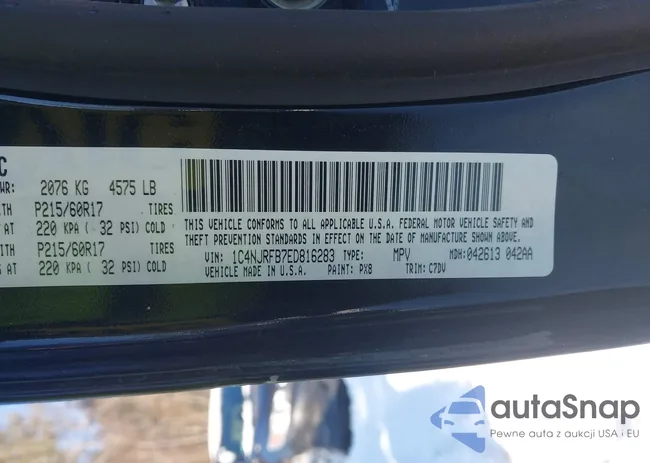 C
WR: 2076 KG 4575 LB
TH P215/60R17 TIRES
S AT 220 KPA ( 32 PSI) COLD
ITH P215/60R17 TIRES
S AT 220 KPA ( 32 PSI) COLD
THIS VEHICLE CONFORMS TO ALL APPLICABLE U.S.A. FEDERAL MOTOR VEHICLE SAFETY AND
THEFT PREVENTION STANDARDS IN EFFECT ON THE DATE OF MANUFACTURE SHOWN ABOVE.
VIN: 1C4NJRFB7ED816283 TYPE: MPV MDH: 042613 042AA
VEHICLE MADE IN U.S.A. PAINT: PX8 TRIM: C7DV
autaSnap
Pewne auta z aukcji USA i EU